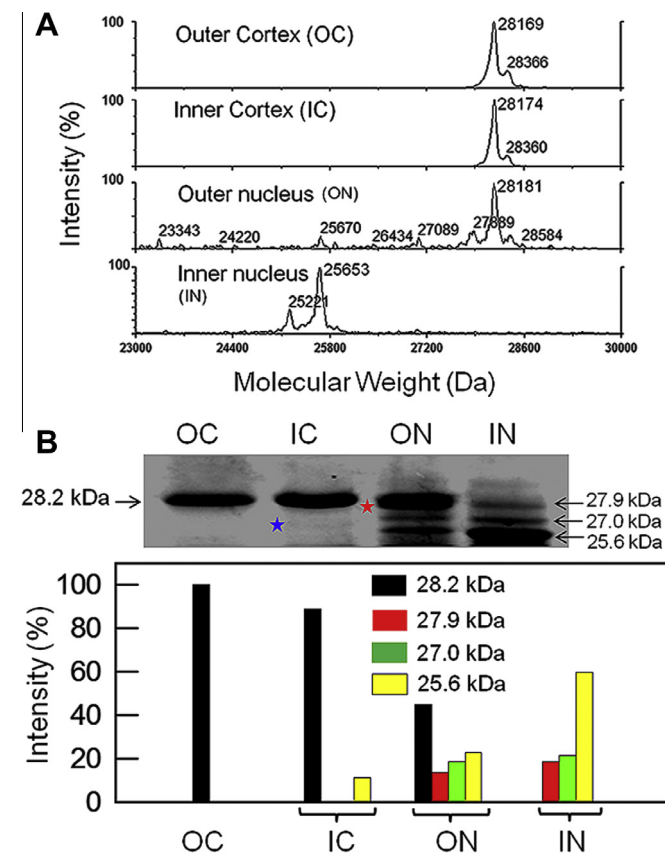 A
Intensity (%)
100
Outer Cortex (OC)
28169
28366
100
Inner Cortex (IC)
28174
28360
100
Outer nucleus (ON)
28181
23343
24220
25670
26434
27089
27839
28584
100
Inner nucleus
(IN)
25653
25221
23000 24400 25800 27200 28600 30000
Molecular Weight (Da)
B
OC IC ON IN
28.2 kDa
27.9 kDa
27.0 kDa
25.6 kDa
Intensity (%)
100
80
60
40
20
0
28.2 kDa
27.9 kDa
27.0 kDa
25.6 kDa
OC IC ON IN